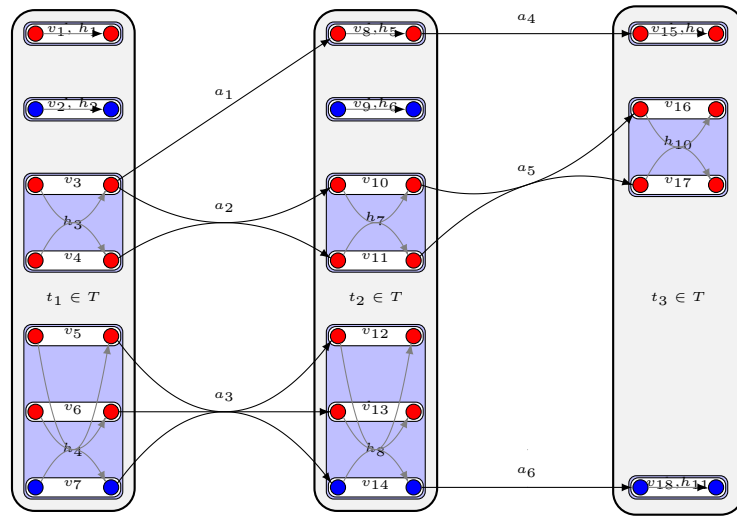 v1, h1
v8, h5
a4
v15, h9
v2, h2
a1
v9, h6
v16
h10
a5
v3
v10
v17
h3
a2
h7
v4
v11
t1 ∈ T
t2 ∈ T
t3 ∈ T
v5
v12
a3
v6
v13
h4
h8
a6
v7
v14
v18, h11